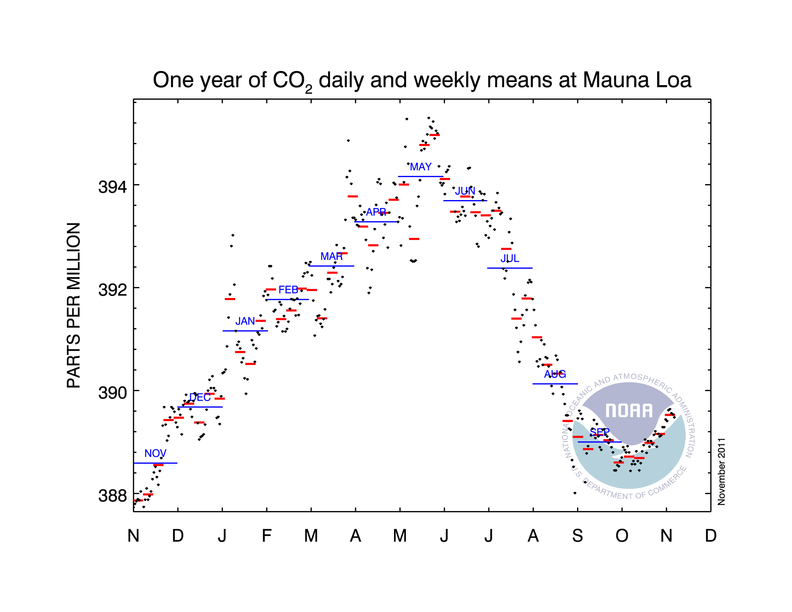 One year of CO₂ daily and weekly means at Mauna Loa
PARTS PER MILLION
394
392
390
388
NOV
DEC
JAN
FEB
MAR
APR
MAY
JUN
JUL
AUG
SEP
NATIONAL OCEANIC AND ATMOSPHERIC ADMINISTRATION
NOAA
U.S. DEPARTMENT OF COMMERCE
November 2011
N D J F M A M J J A S O N D